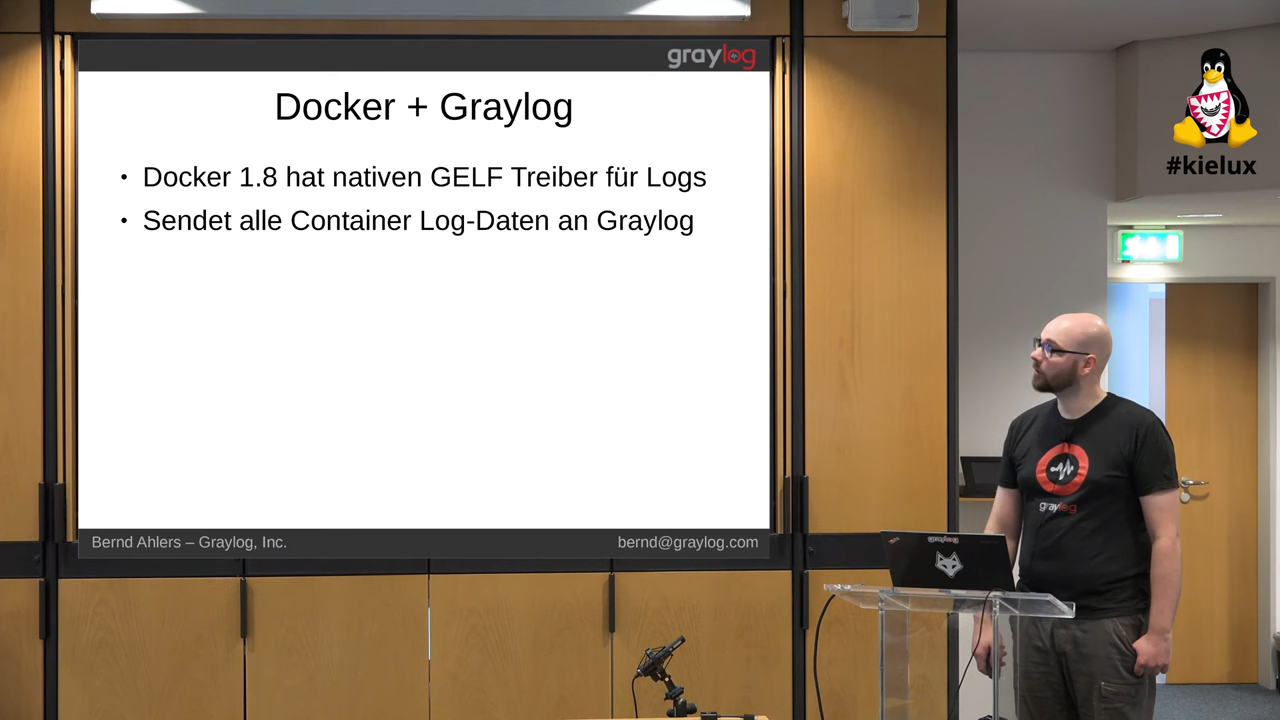 graylog
Docker + Graylog
• Docker 1.8 hat nativen GELF Treiber für Logs
• Sendet alle Container Log-Daten an Graylog
Bernd Ahlers – Graylog, Inc.
bernd@graylog.com
#kielux
graylog